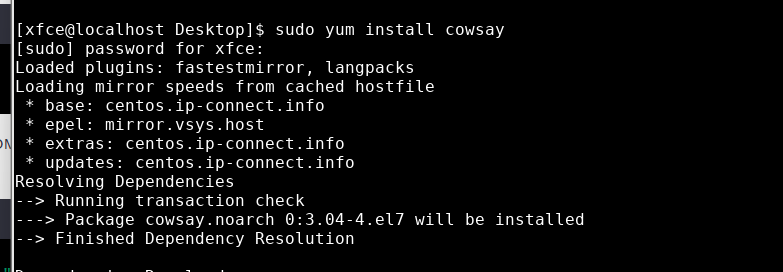 [xfce@localhost Desktop]$ sudo yum install cowsay
[sudo] password for xfce:
Loaded plugins: fastestmirror, langpacks
Loading mirror speeds from cached hostfile
 * base: centos.ip-connect.info
 * epel: mirror.vsys.host
 * extras: centos.ip-connect.info
 * updates: centos.ip-connect.info
Resolving Dependencies
--> Running transaction check
---> Package cowsay.noarch 0:3.04-4.el7 will be installed
--> Finished Dependency Resolution